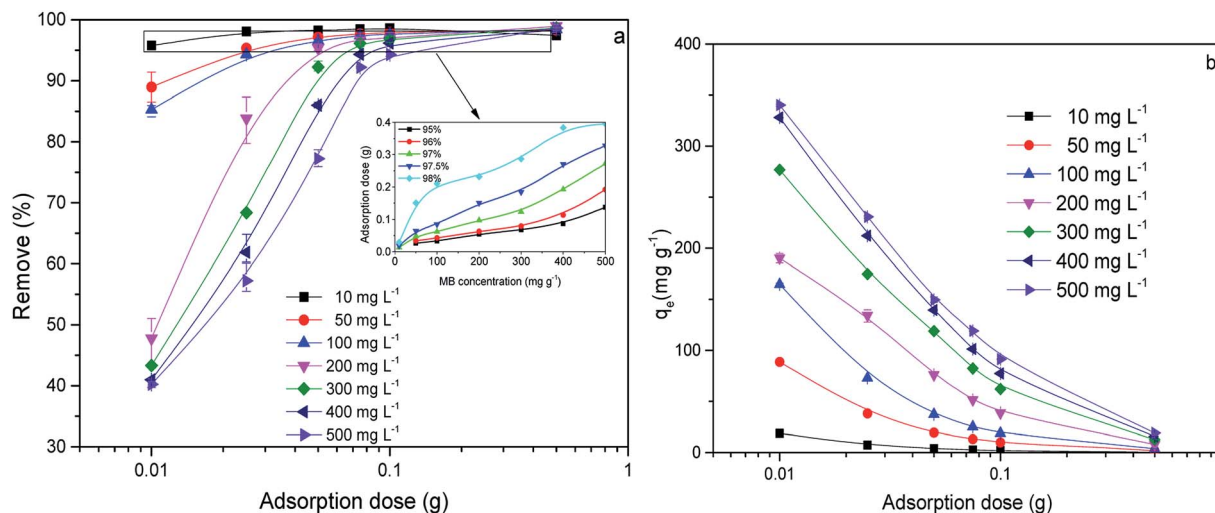 a
Remove (%)
100
90
80
70
60
50
40
30
0.01
0.1
1
Adsorption dose (g)
10 mg L⁻¹
50 mg L⁻¹
100 mg L⁻¹
200 mg L⁻¹
300 mg L⁻¹
400 mg L⁻¹
500 mg L⁻¹
Adsorption dose (g)
0.4
0.3
0.2
0.1
0.0
0
100
200
300
400
500
MB concentration (mg g⁻¹)
95%
96%
97%
97.5%
98%
b
qₑ(mg g⁻¹)
400
300
200
100
0
0.01
0.1
Adsorption dose (g)
10 mg L⁻¹
50 mg L⁻¹
100 mg L⁻¹
200 mg L⁻¹
300 mg L⁻¹
400 mg L⁻¹
500 mg L⁻¹